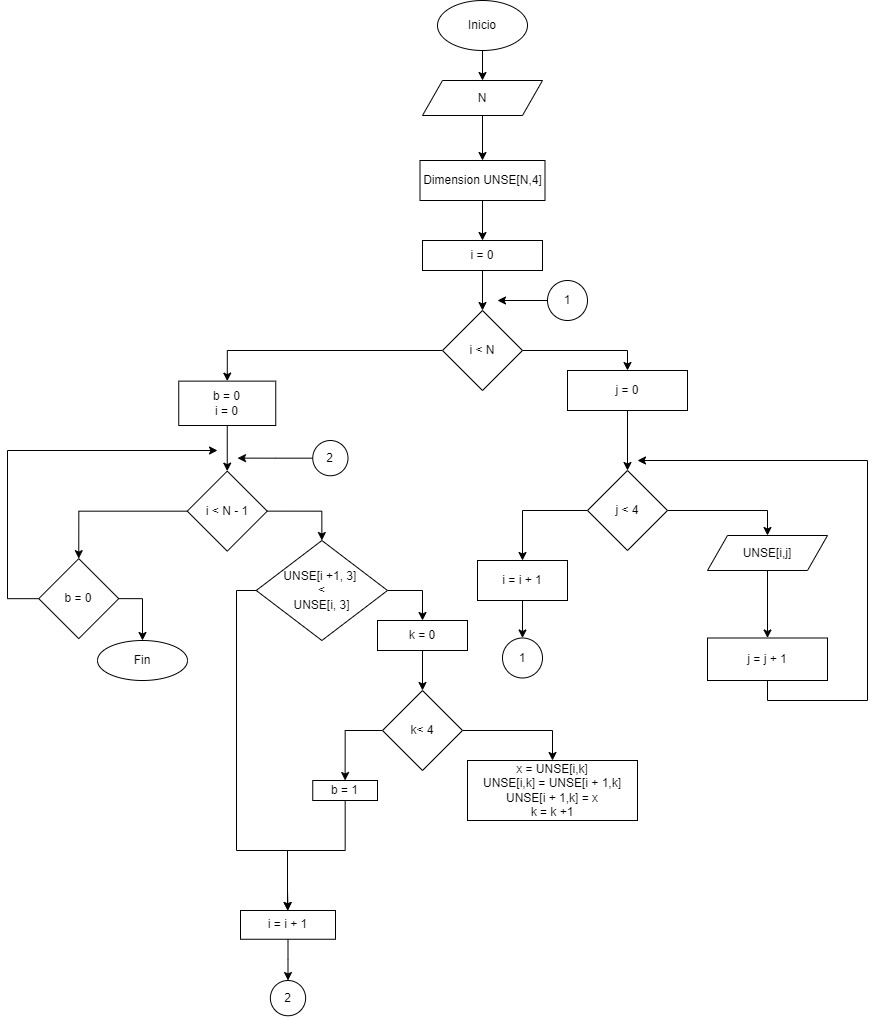 Inicio
N
Dimension UNSE[N,4]
i = 0
1
i < N
b = 0
i = 0
j = 0
2
i < N - 1
j < 4
UNSE[i,j]
UNSE[i +1, 3]
<
UNSE[i, 3]
i = i + 1
b = 0
k = 0
Fin
1
j = j + 1
k< 4
x = UNSE[i,k]
UNSE[i,k] = UNSE[i + 1,k]
UNSE[i + 1,k] = x
k = k +1
b = 1
i = i + 1
2